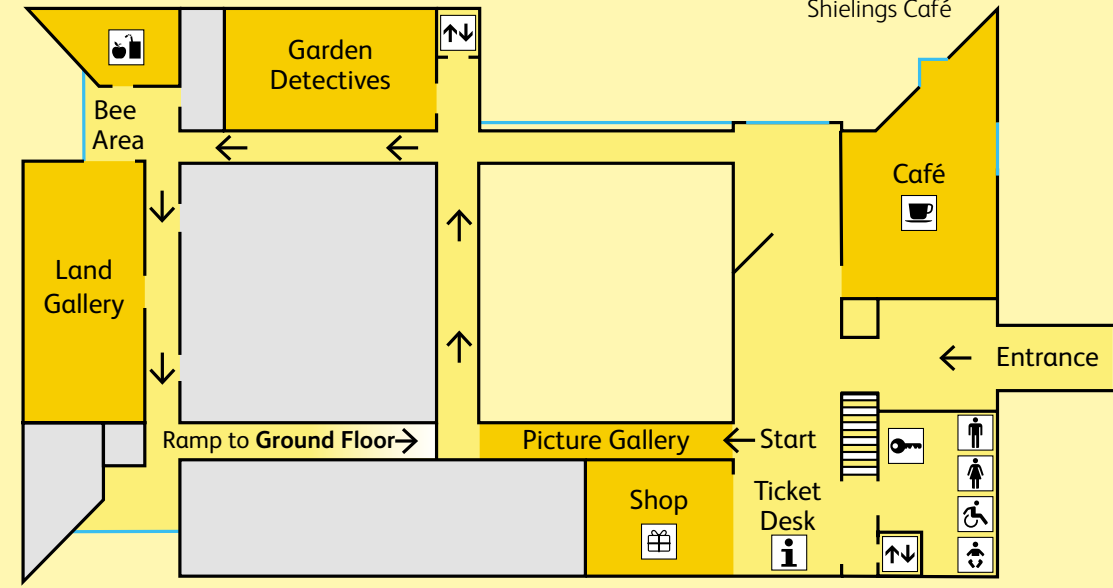 Shielings Café
Garden
Detectives
Bee
Area
Café
Land
Gallery
Entrance
Ramp to Ground Floor
Picture Gallery
Start
Shop
Ticket
Desk
i